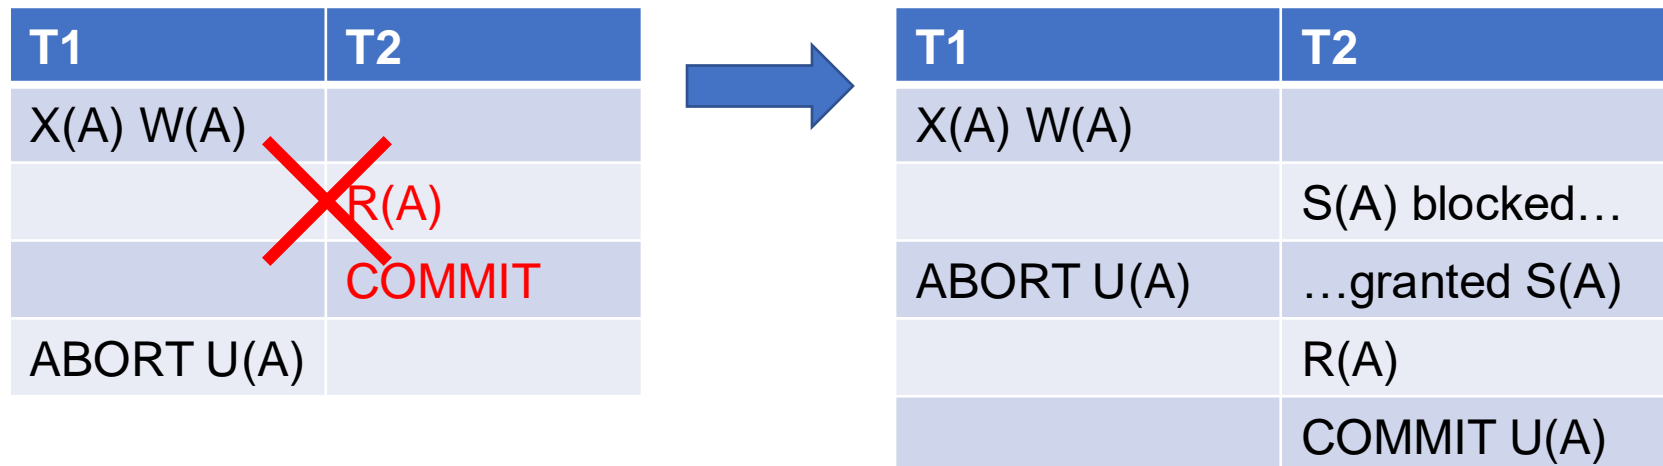 T1 T2
X(A) W(A)
R(A)
COMMIT
ABORT U(A)
T1 T2
X(A) W(A)
S(A) blocked…
ABORT U(A) …granted S(A)
R(A)
COMMIT U(A)